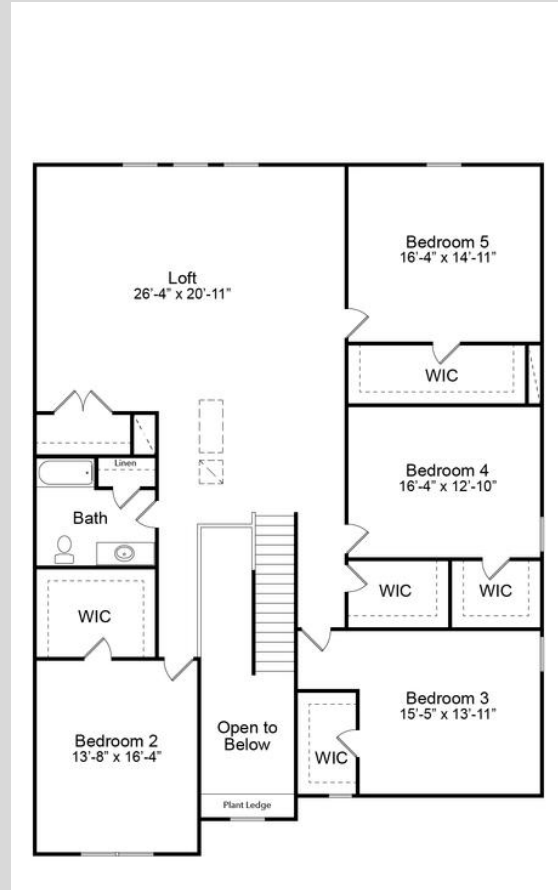 Bedroom 5
16'-4" x 14'-11"
Loft
26'-4" x 20'-11"
WIC
Linen
Bedroom 4
16'-4" x 12'-10"
Bath
WIC
WIC
WIC
Bedroom 3
15'-5" x 13'-11"
Open to
Below
Bedroom 2
13'-8" x 16'-4"
WIC
Plant Ledge